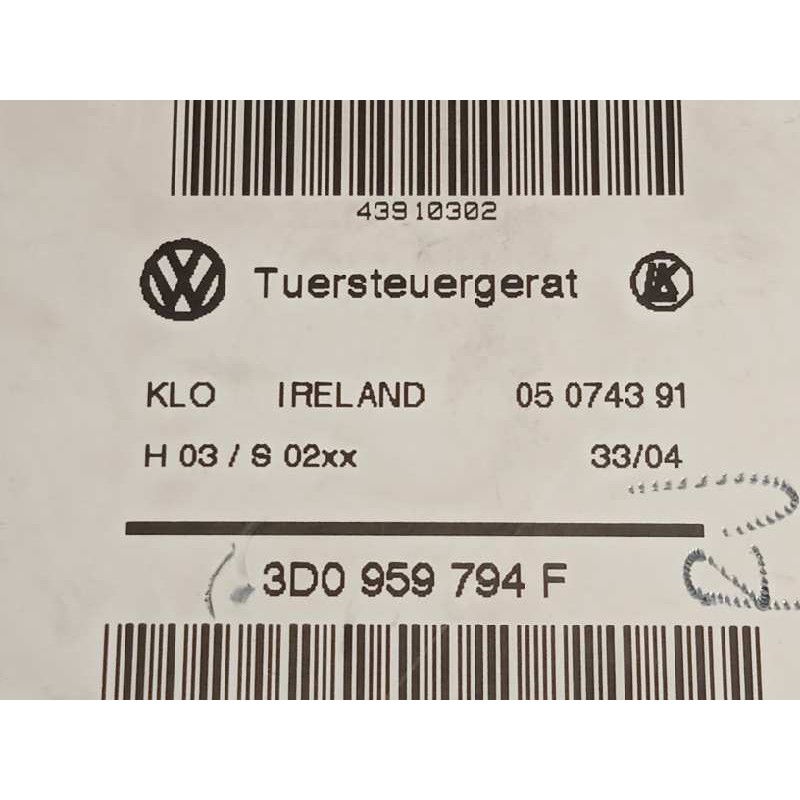 43910302
Tuersteuergerat
KLO IRELAND 05 0743 91
H 03 / S 02xx 33/04
3D0 959 794 F